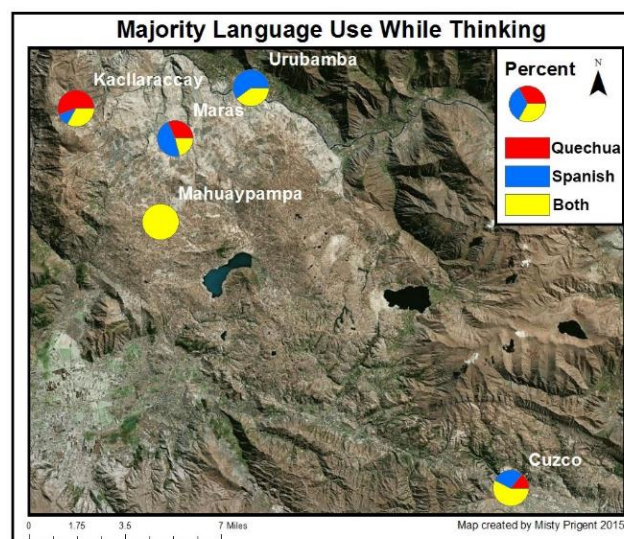 Majority Language Use While Thinking
Urubamba
Kacllaraccay
Maras
Mahuaypampa
Percent
N
Quechua
Spanish
Both
Cuzco
0 1.75 3.5 7 Miles
Map created by Misty Prigent 2015